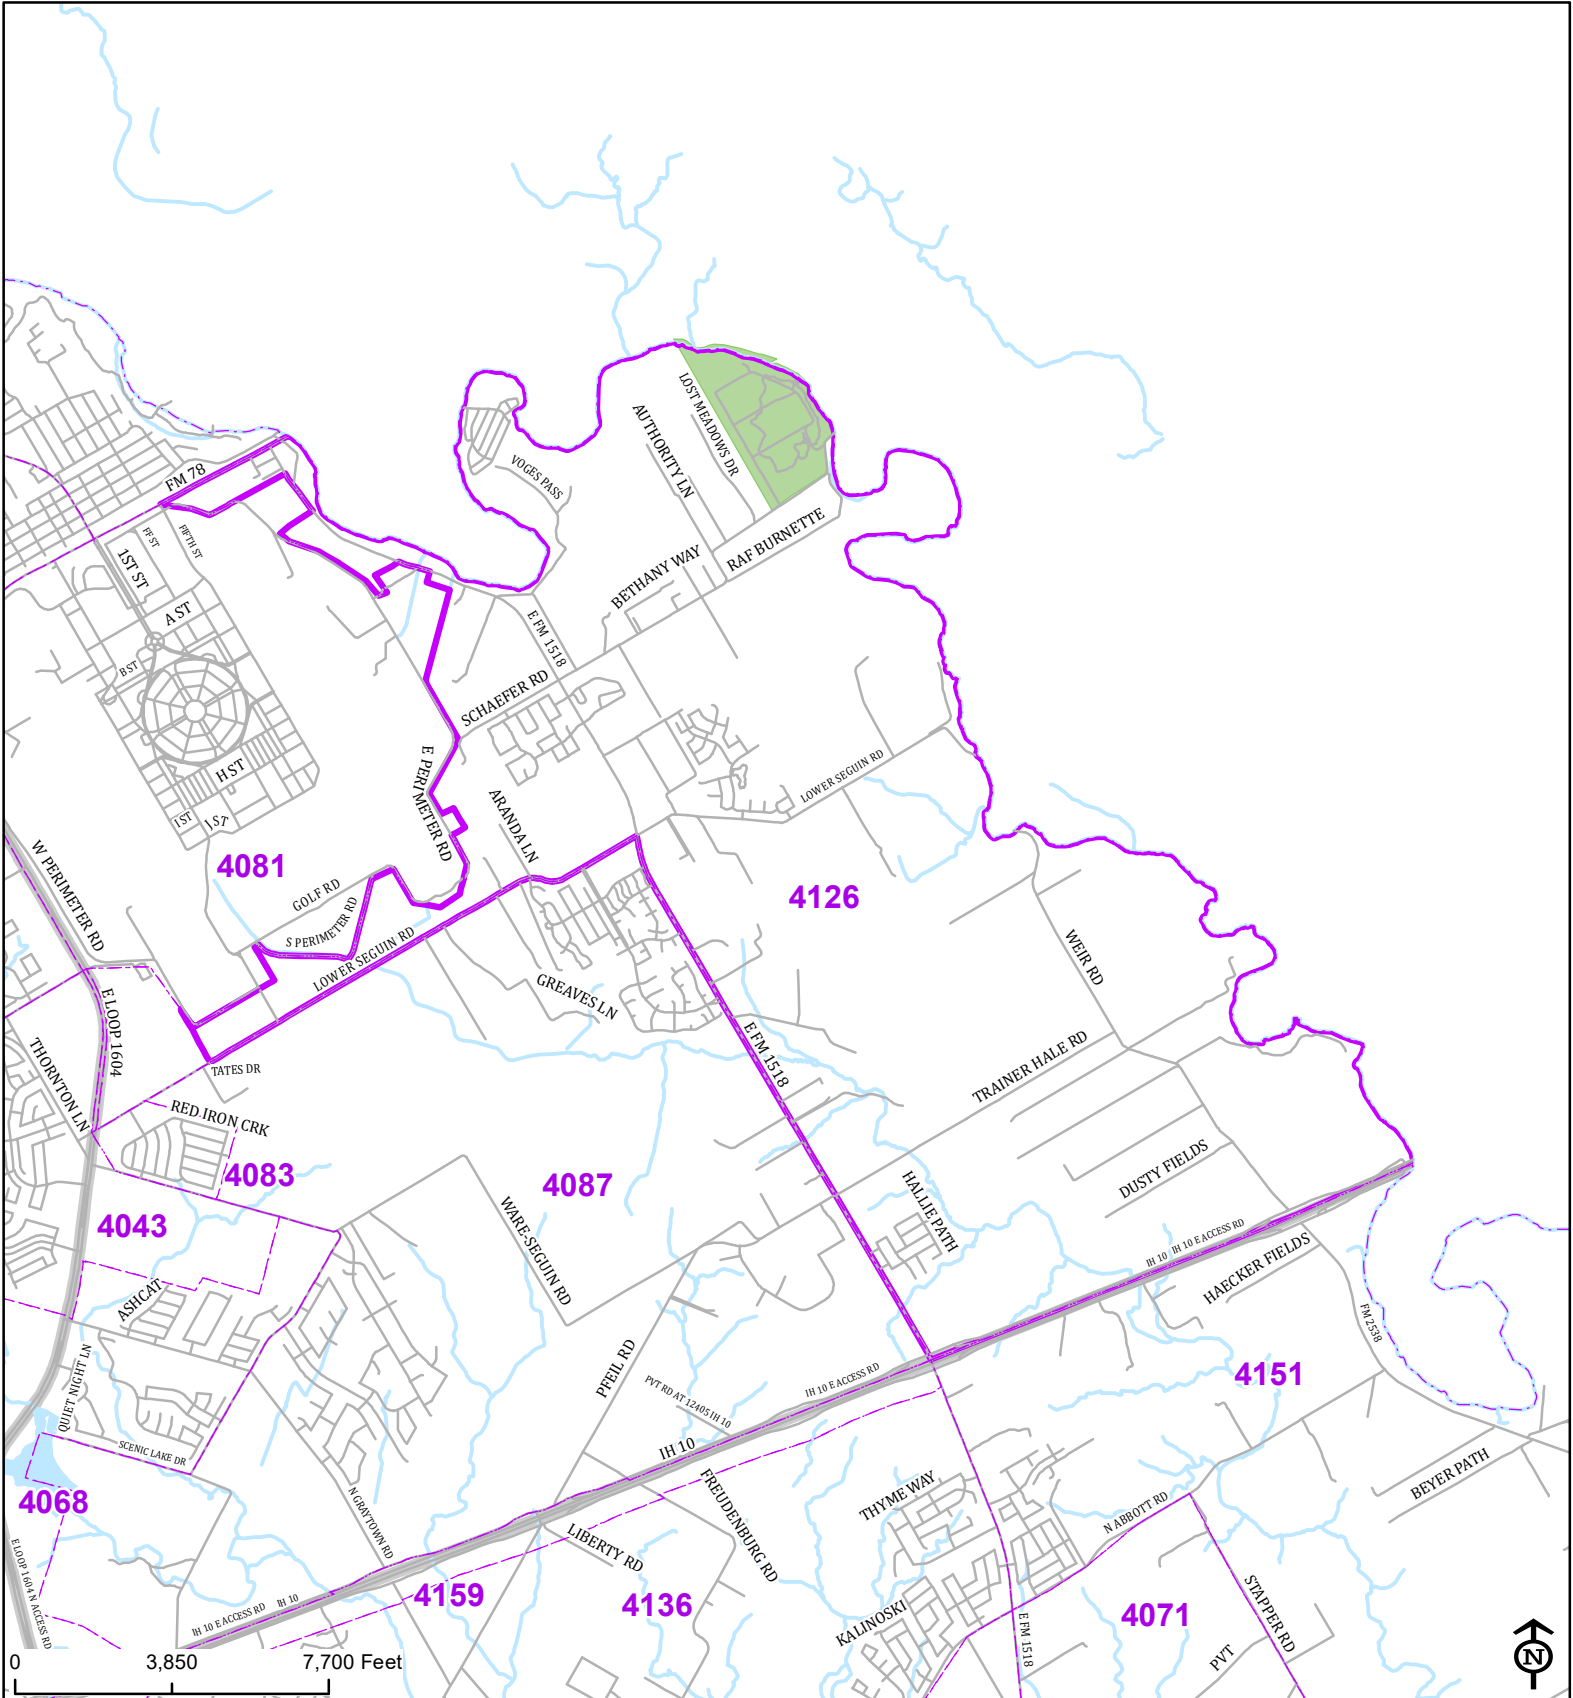 FM 78
FIFTH ST
FF ST
1ST ST
A ST
B ST
H ST
I ST
J ST
VOGES PASS
AUTHORITY LN
LOST MEADOWS DR
RAF BURNETTE
BETHANY WAY
E FM 1518
SCHAEFER RD
E PERIMETER RD
ARANDA LN
LOWER SEGUIN RD
W PERIMETER RD
4081
GOLF RD
S PERIMETER RD
LOWER SEGUIN RD
4126
WEIR RD
GREAVES LN
E LOOP 1604
THORNTON LN
TATES DR
RED IRON CRK
E FM 1518
TRAINER HALE RD
4083
4087
DUSTY FIELDS
HALLIE PATH
WARE-SEGUIN RD
4043
ASHCAT
IH 10
IH 10 E ACCESS RD
HAECKER FIELDS
FM 2538
QUIET NIGHT LN
PFEIL RD
PVT RD AT 12405 IH 10
IH 10 E ACCESS RD
4151
SCENIC LAKE DR
IH 10
4068
N GRAYTOWN RD
FREUDENBURG RD
THYME WAY
N ABBOTT RD
BEYER PATH
LIBERTY RD
E LOOP 1604 N ACCESS RD
IH 10 E ACCESS RD
IH 10
4159
4136
KALINOSKI
E FM 1518
4071
STAPPER RD
PVT
0 3,850 7,700 Feet
N